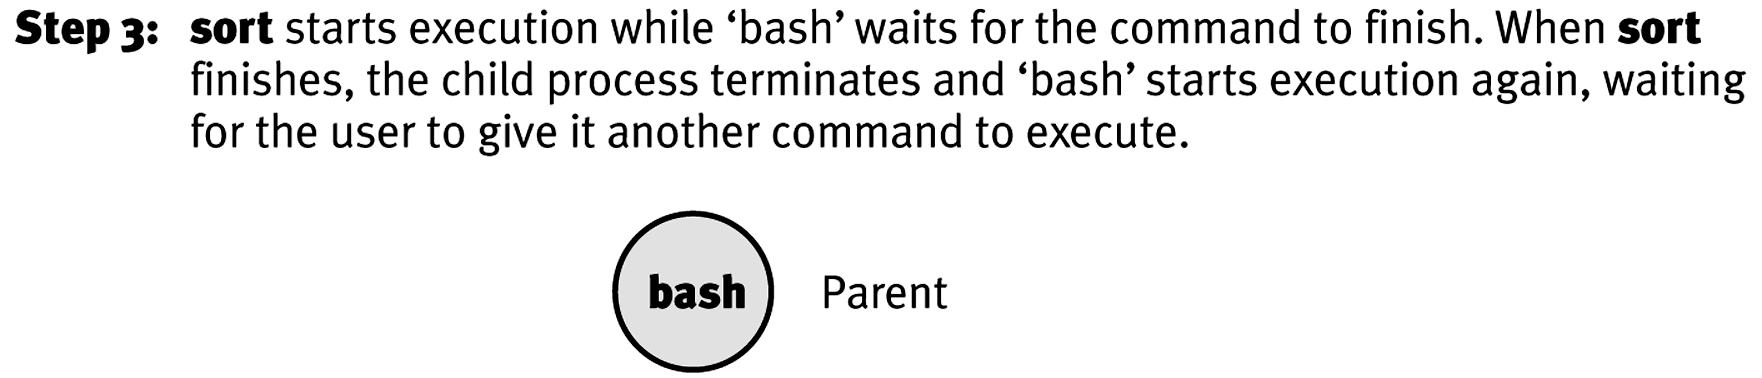 Step 3: sort starts execution while ‘bash’ waits for the command to finish. When sort
finishes, the child process terminates and ‘bash’ starts execution again, waiting
for the user to give it another command to execute.
bash Parent